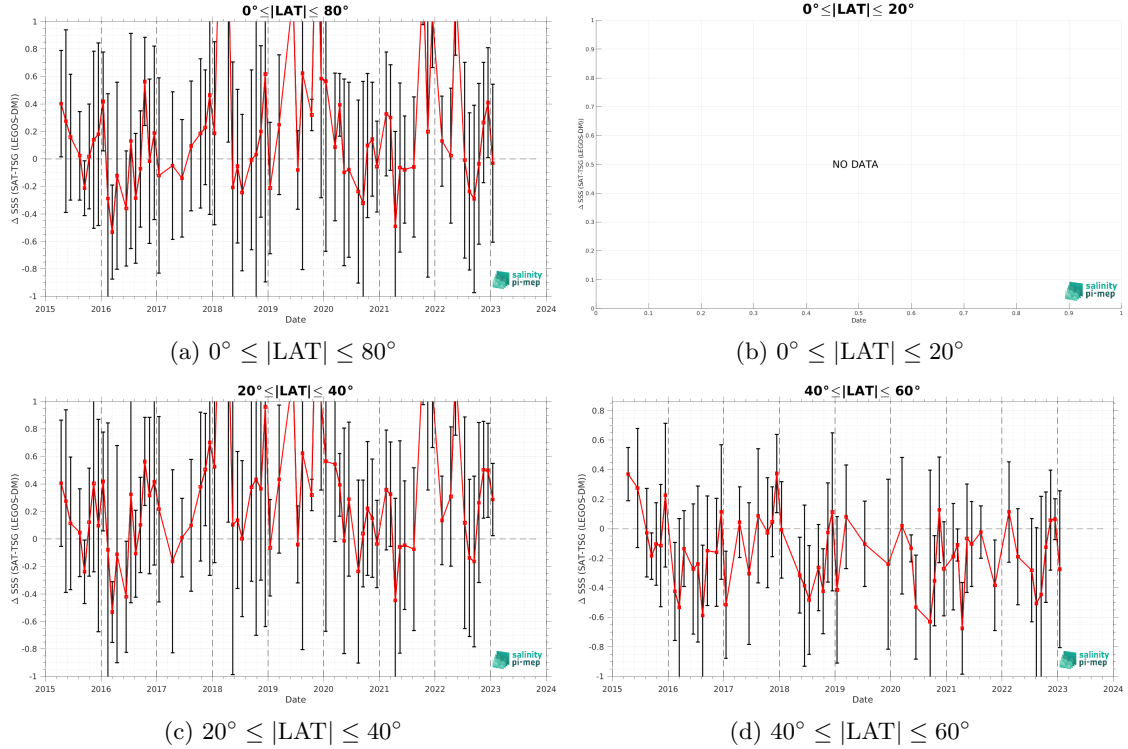 0°≤|LAT|≤ 80°
Δ SSS (SAT-TSG (LEGOS-DM))
1
0.8
0.6
0.4
0.2
0
-0.2
-0.4
-0.6
-0.8
-1
2015 2016 2017 2018 2019 2020 2021 2022 2023 2024
Date
salinity
pi-mep
(a) 0° ≤ |LAT| ≤ 80°
0°≤|LAT|≤ 20°
Δ SSS (SAT-TSG (LEGOS-DM))
1
0.9
0.8
0.7
0.6
0.5
0.4
0.3
0.2
0.1
0
NO DATA
0 0.1 0.2 0.3 0.4 0.5 0.6 0.7 0.8 0.9 1
Date
salinity
pi-mep
(b) 0° ≤ |LAT| ≤ 20°
20°≤|LAT|≤ 40°
Δ SSS (SAT-TSG (LEGOS-DM))
1
0.8
0.6
0.4
0.2
0
-0.2
-0.4
-0.6
-0.8
-1
2015 2016 2017 2018 2019 2020 2021 2022 2023 2024
Date
salinity
pi-mep
(c) 20° ≤ |LAT| ≤ 40°
40°≤|LAT|≤ 60°
Δ SSS (SAT-TSG (LEGOS-DM))
0.8
0.6
0.4
0.2
0
-0.2
-0.4
-0.6
-0.8
-1
2015 2016 2017 2018 2019 2020 2021 2022 2023 2024
Date
salinity
pi-mep
(d) 40° ≤ |LAT| ≤ 60°